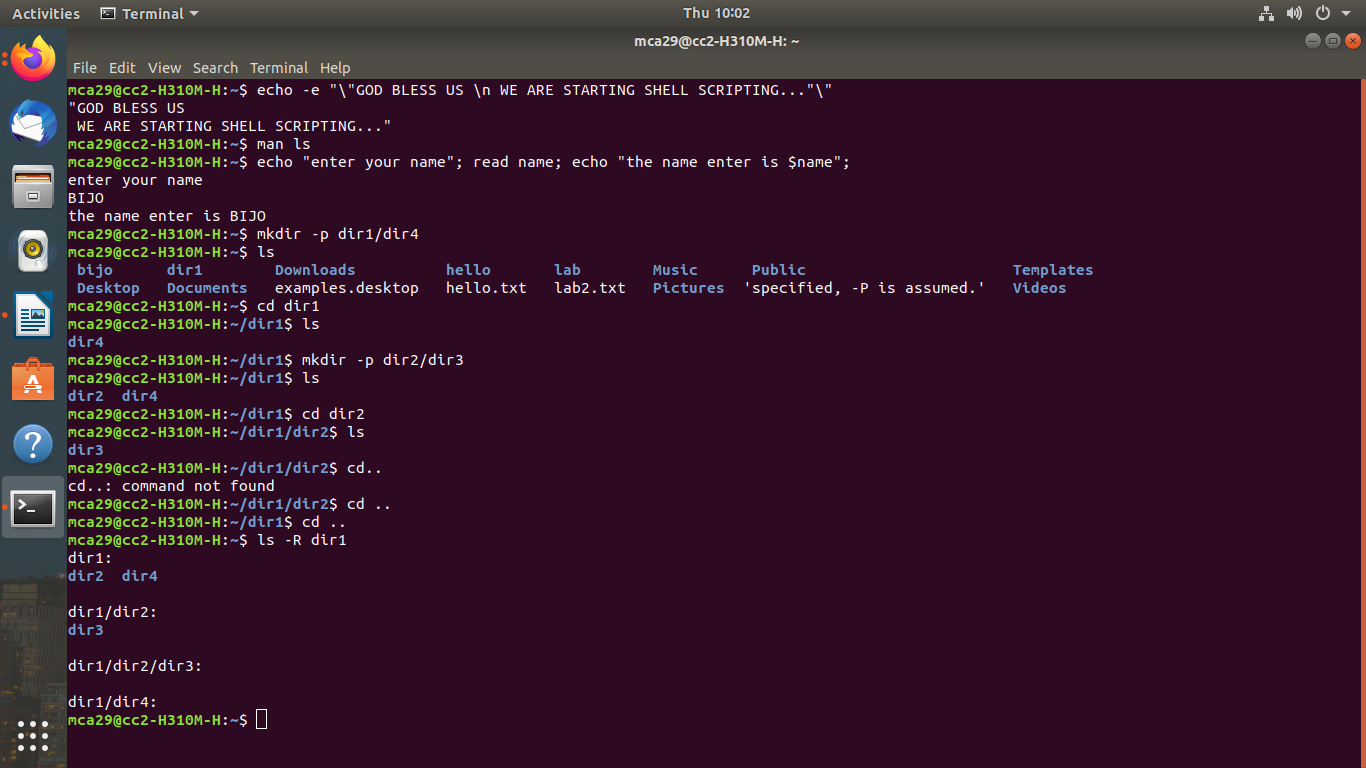 Activities Terminal Thu 10:02
mca29@cc2-H310M-H: ~
File Edit View Search Terminal Help
mca29@cc2-H310M-H:~$ echo -e "\"GOD BLESS US \n WE ARE STARTING SHELL SCRIPTING..."\"
"GOD BLESS US
 WE ARE STARTING SHELL SCRIPTING..."
mca29@cc2-H310M-H:~$ man ls
mca29@cc2-H310M-H:~$ echo "enter your name"; read name; echo "the name enter is $name";
enter your name
BIJO
the name enter is BIJO
mca29@cc2-H310M-H:~$ mkdir -p dir1/dir4
mca29@cc2-H310M-H:~$ ls
 bijo      dir1        Downloads          hello       lab        Music      Public                       Templates
 Desktop   Documents   examples.desktop   hello.txt   lab2.txt   Pictures  'specified, -P is assumed.'   Videos
mca29@cc2-H310M-H:~$ cd dir1
mca29@cc2-H310M-H:~/dir1$ ls
dir4
mca29@cc2-H310M-H:~/dir1$ mkdir -p dir2/dir3
mca29@cc2-H310M-H:~/dir1$ ls
dir2  dir4
mca29@cc2-H310M-H:~/dir1$ cd dir2
mca29@cc2-H310M-H:~/dir1/dir2$ ls
dir3
mca29@cc2-H310M-H:~/dir1/dir2$ cd..
cd..: command not found
mca29@cc2-H310M-H:~/dir1/dir2$ cd ..
mca29@cc2-H310M-H:~/dir1$ cd ..
mca29@cc2-H310M-H:~$ ls -R dir1
dir1:
dir2  dir4

dir1/dir2:
dir3

dir1/dir2/dir3:

dir1/dir4:
mca29@cc2-H310M-H:~$